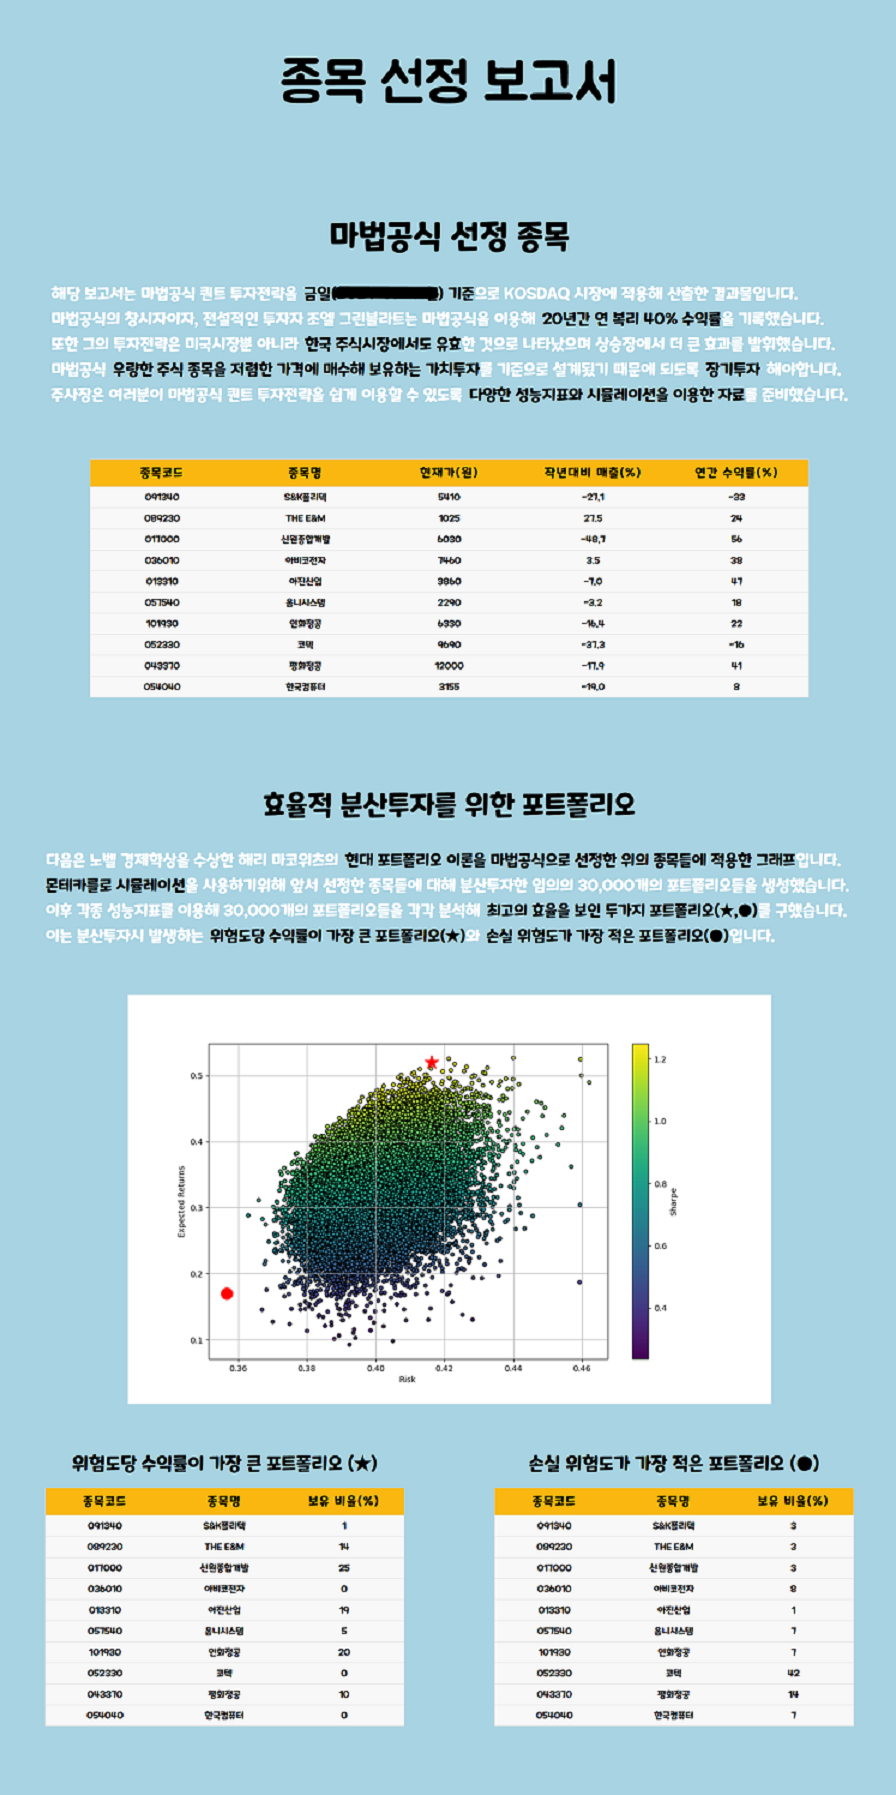 종목 선정 보고서
마법공식 선정 종목
해당 보고서는 마법공식 퀀트 투자전략을 금일( ) 기준으로 KOSDAQ 시장에 적용해 산출한 결과물입니다.
마법공식의 창시자이자, 전설적인 투자자 조엘 그린블라트는 마법공식을 이용해 20년간 연 복리 40% 수익률을 기록했습니다.
또한 그의 투자전략은 미국시장뿐 아니라 한국 주식시장에서도 유효한 것으로 나타났으며 상승장에서 더 큰 효과를 발휘했습니다.
마법공식 우량한 주식 종목을 저렴한 가격에 매수해 보유하는 가치투자를 기준으로 설계됐기 때문에 되도록 장기투자 해야합니다.
주사장은 여러분이 마법공식 퀀트 투자전략을 쉽게 이용할 수 있도록 다양한 성능지표와 시뮬레이션을 이용한 자료를 준비했습니다.
종목코드 종목명 현재가(원) 작년대비 매출(%) 연간 수익률(%)
091340 S&K폴리텍 5410 -27.1 -33
089230 THE E&M 1025 27.5 24
017000 신원종합개발 6030 -48.7 56
036010 아비코전자 7460 3.5 38
013310 아진산업 3860 -7.0 47
057540 옴니시스템 2290 -3.2 18
101930 인화정공 6330 -16.4 22
052330 코텍 9690 -37.3 -16
043370 평화정공 12000 -17.9 41
054040 한국컴퓨터 3155 -19.0 8
효율적 분산투자를 위한 포트폴리오
다음은 노벨 경제학상을 수상한 해리 마코위츠의 현대 포트폴리오 이론을 마법공식으로 선정한 위의 종목들에 적용한 그래프입니다.
몬테카를로 시뮬레이션을 사용하기위해 앞서 선정한 종목들에 대해 분산투자한 임의의 30,000개의 포트폴리오들을 생성했습니다.
이후 각종 성능지표를 이용해 30,000개의 포트폴리오들을 각각 분석해 최고의 효율을 보인 두가지 포트폴리오(★,●)를 구했습니다.
이는 분산투자시 발생하는 위험도당 수익률이 가장 큰 포트폴리오(★)와 손실 위험도가 가장 적은 포트폴리오(●)입니다.
Expected Returns
0.5
0.4
0.3
0.2
0.1
0.36 0.38 0.40 0.42 0.44 0.46
Risk
1.2
1.0
0.8
0.6
0.4
Sharpe
위험도당 수익률이 가장 큰 포트폴리오 (★)
종목코드 종목명 보유 비율(%)
091340 S&K폴리텍 1
089230 THE E&M 14
017000 신원종합개발 25
036010 아비코전자 0
013310 아진산업 19
057540 옴니시스템 5
101930 인화정공 20
052330 코텍 0
043370 평화정공 10
054040 한국컴퓨터 0
손실 위험도가 가장 적은 포트폴리오 (●)
종목코드 종목명 보유 비율(%)
091340 S&K폴리텍 3
089230 THE E&M 3
017000 신원종합개발 3
036010 아비코전자 8
013310 아진산업 1
057540 옴니시스템 7
101930 인화정공 7
052330 코텍 42
043370 평화정공 14
054040 한국컴퓨터 7